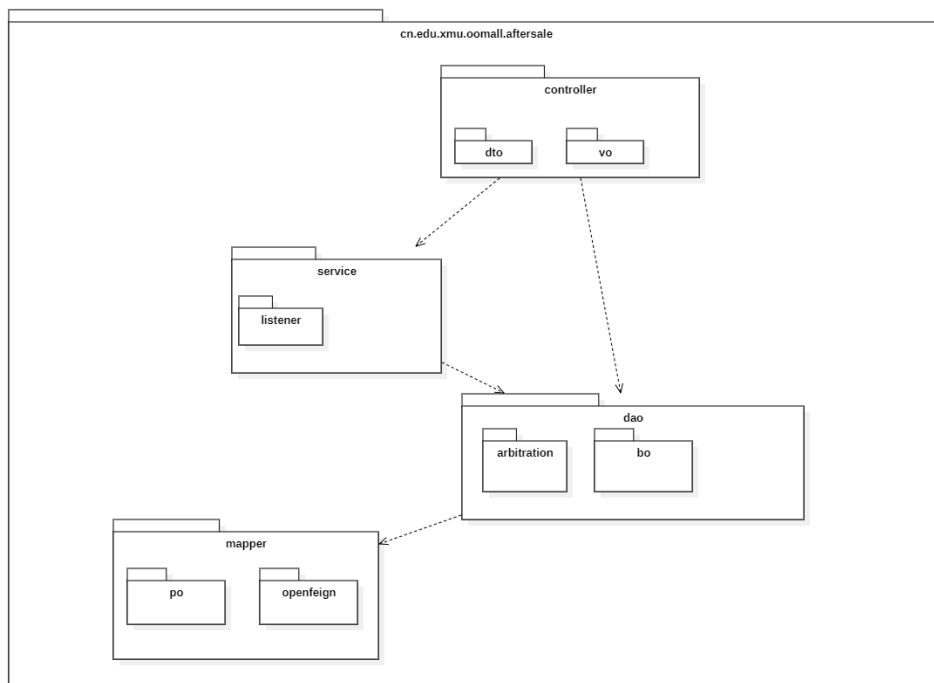 cn.edu.xmu.oomall.aftersale
controller
dto
vo
service
listener
dao
arbitration
bo
mapper
po
openfeign